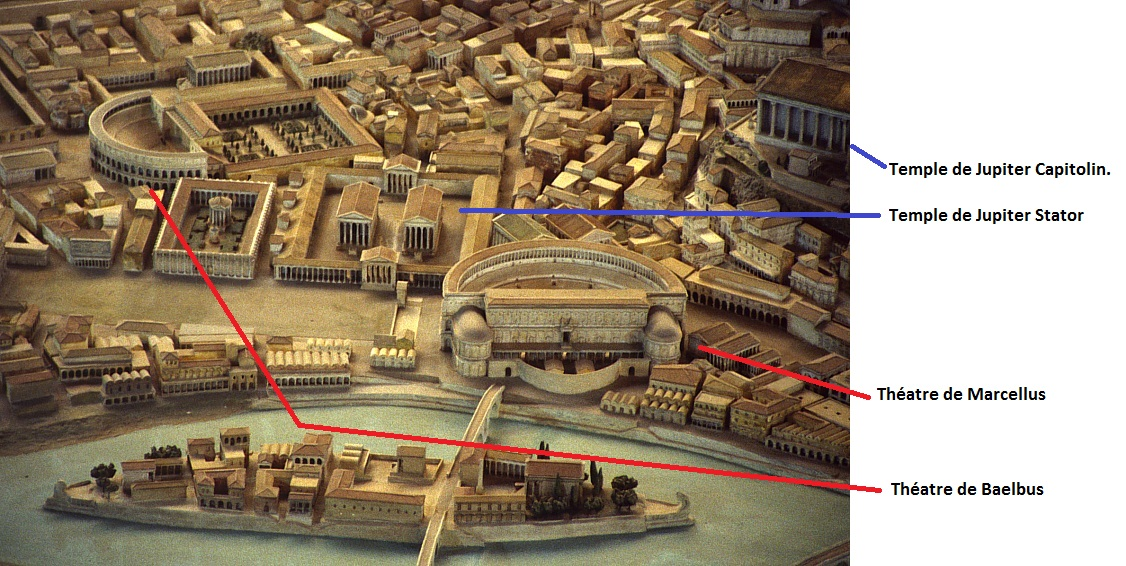 Temple de Jupiter Capitolin.
Temple de Jupiter Stator
Théatre de Marcellus
Théatre de Baelbus